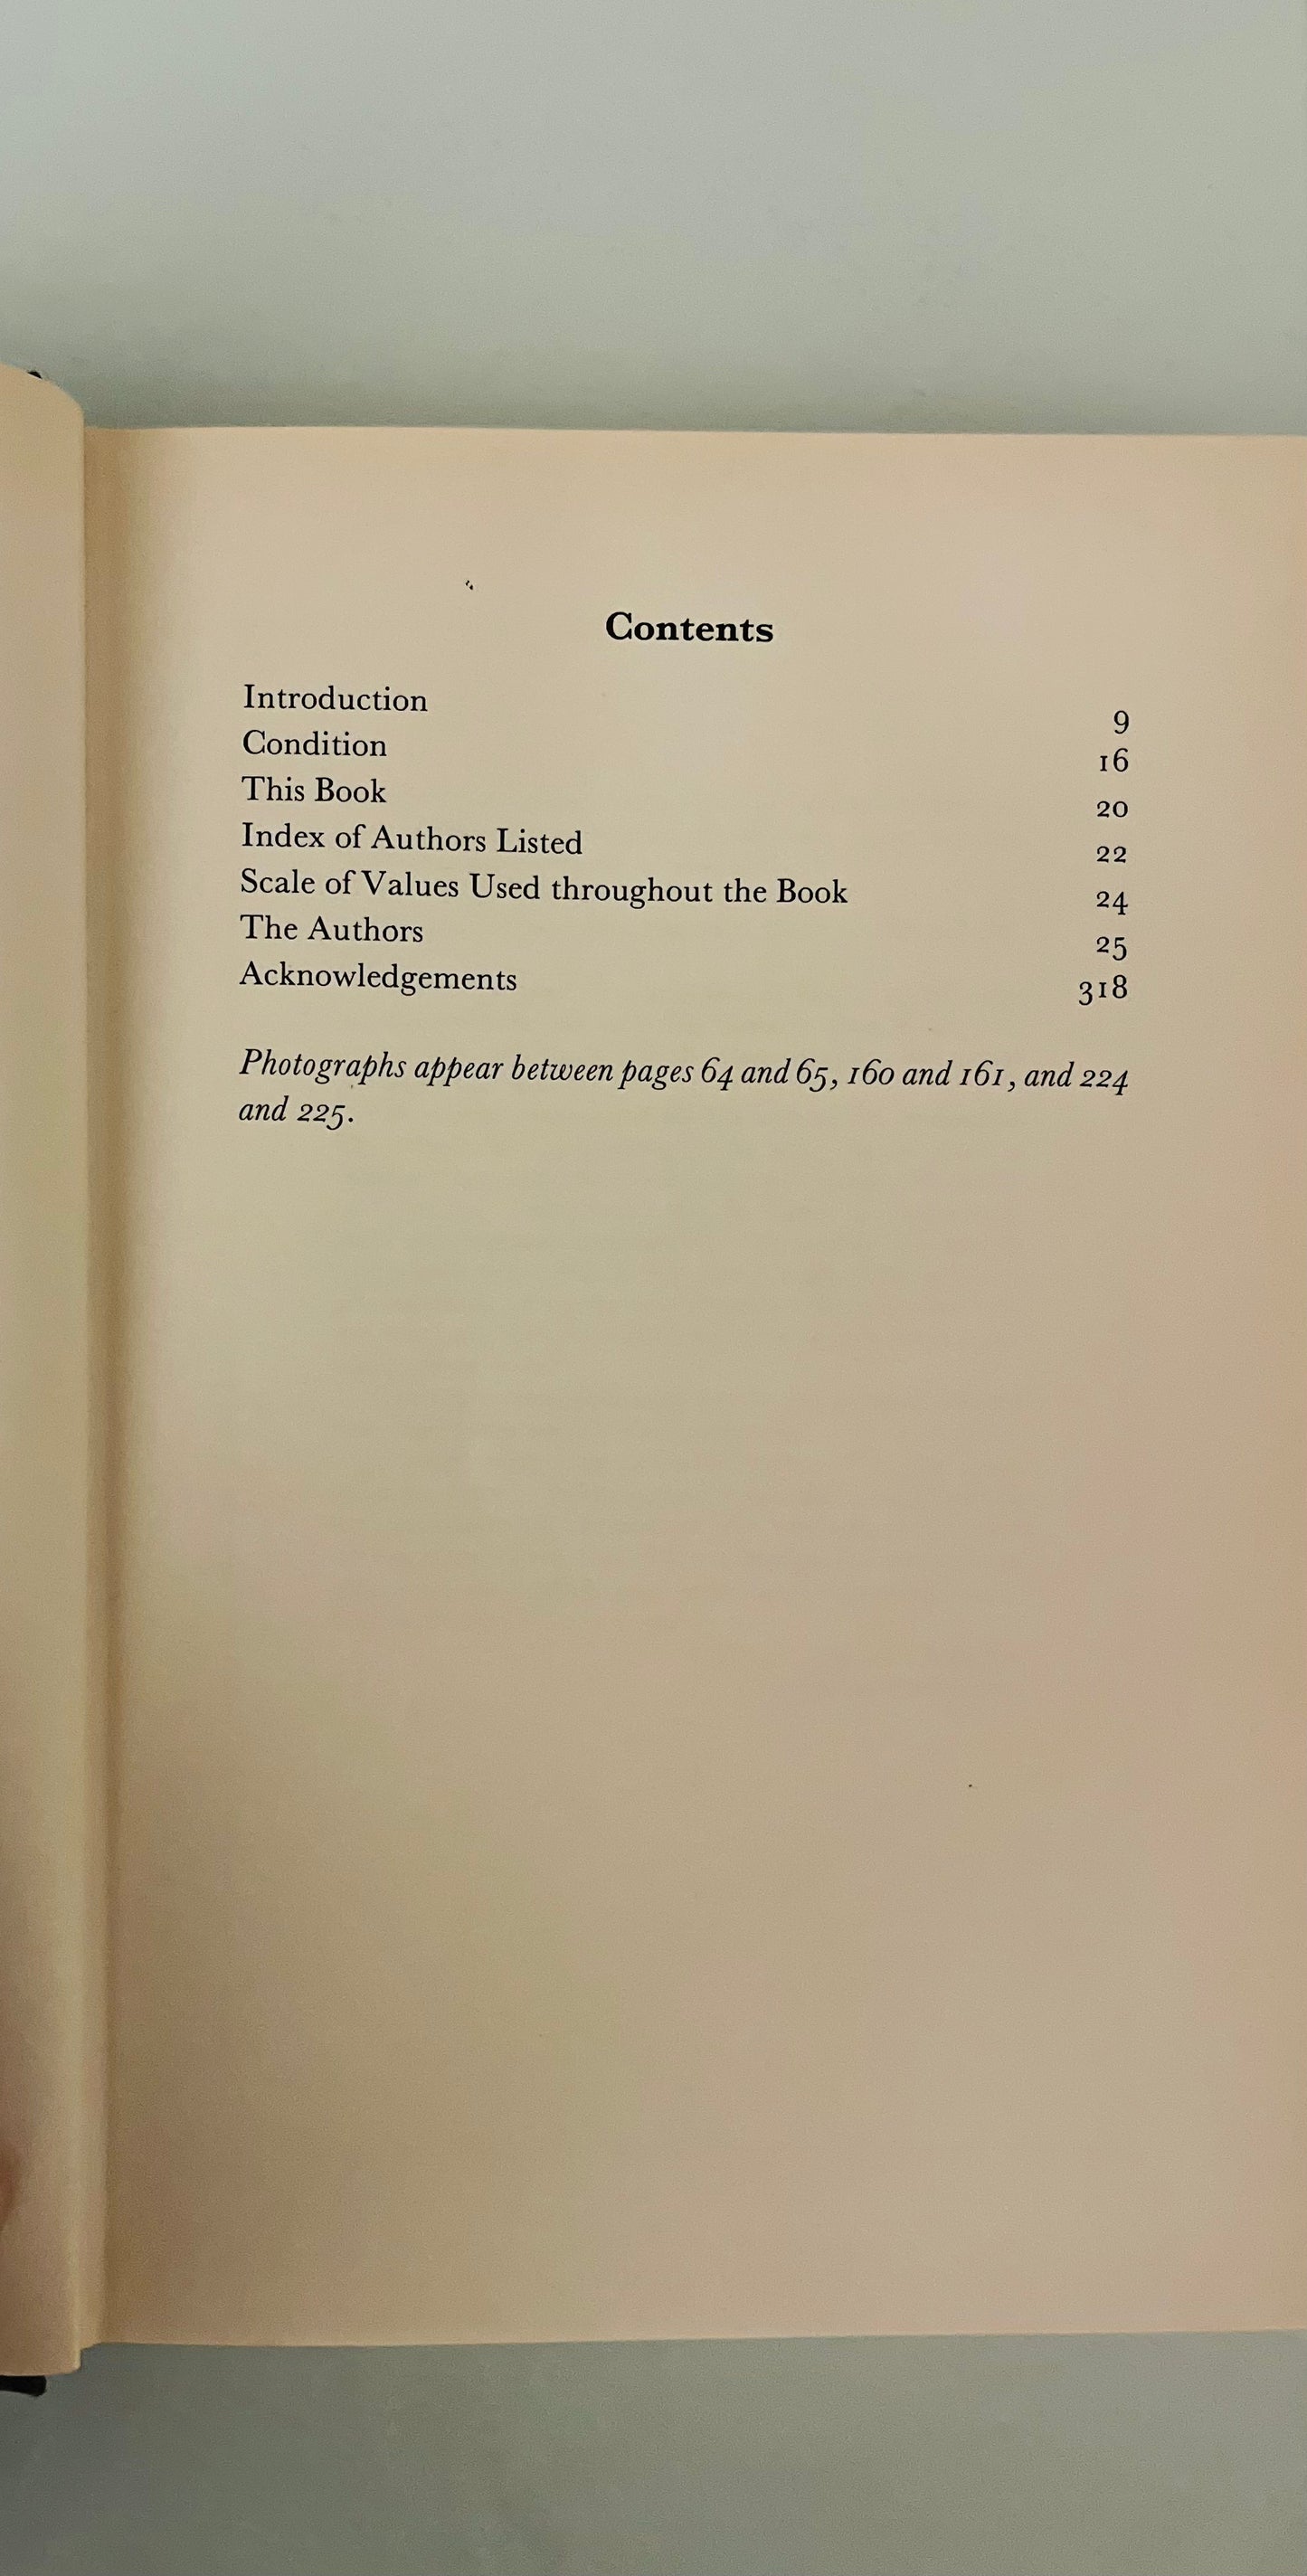 Contents
Introduction 9
Condition 16
This Book 20
Index of Authors Listed 22
Scale of Values Used throughout the Book 24
The Authors 25
Acknowledgements 318
Photographs appear between pages 64 and 65, 160 and 161, and 224
and 225.